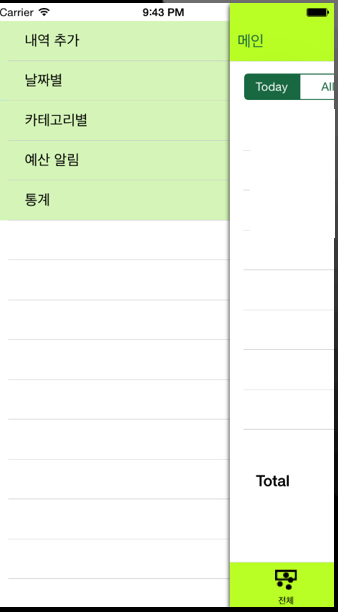 Carrier 9:43 PM
내역 추가
날짜별
카테고리별
예산 알림
통계
메인
Today All
Total
전체